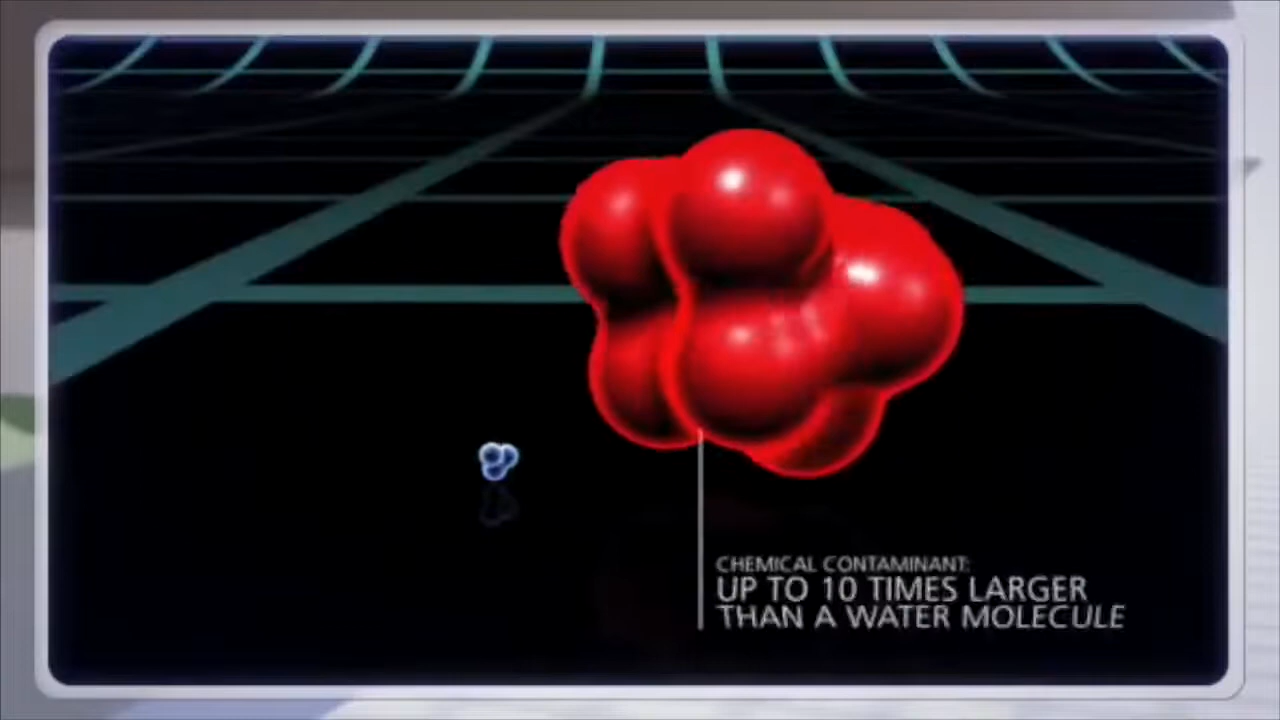 CHEMICAL CONTAMINANT:
UP TO 10 TIMES LARGER
THAN A WATER MOLECULE